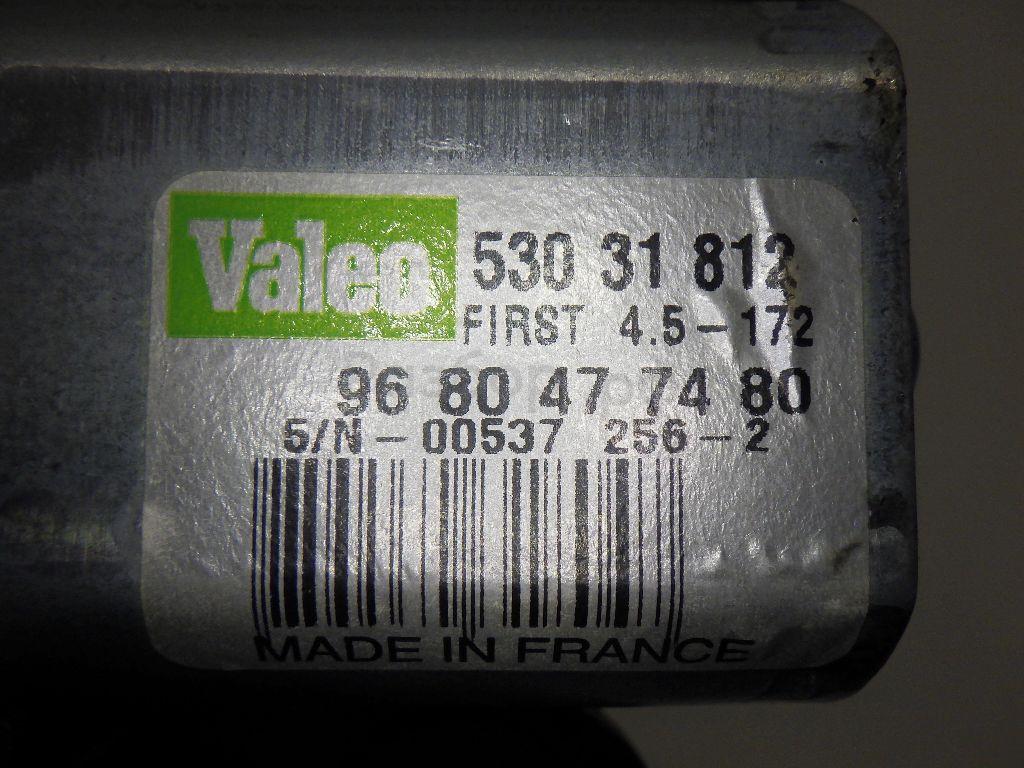 Valeo
530 31 812
FIRST 4.5-172
96 80 47 74 80
S/N-00537 256-2
MADE IN FRANCE